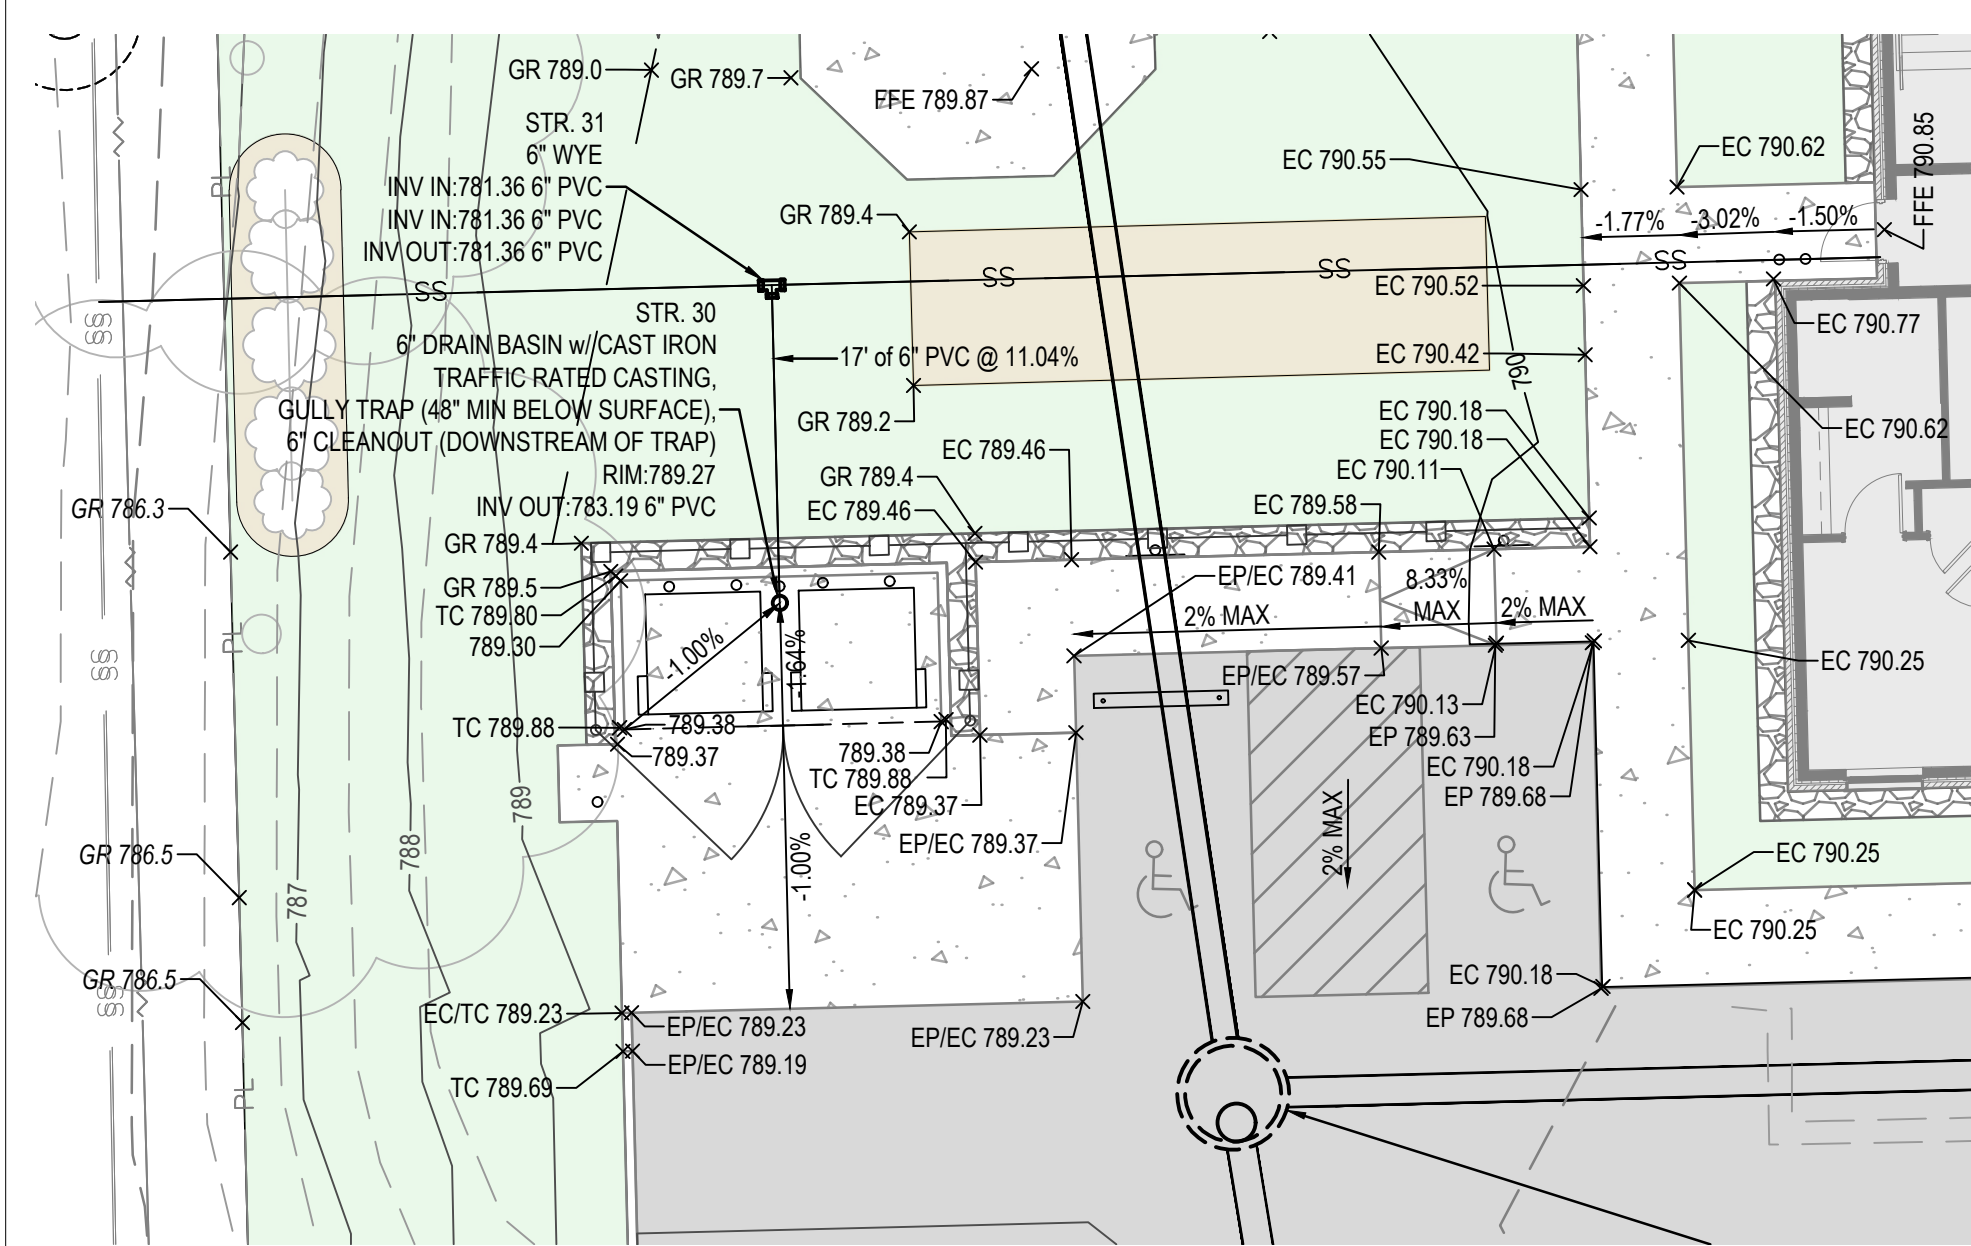 GR 789.0
GR 789.7
FFE 789.87
STR. 31
6" WYE
INV IN:781.36 6" PVC
INV IN:781.36 6" PVC
INV OUT:781.36 6" PVC
GR 789.4
EC 790.55
EC 790.62
FFE 790.85
-1.77%
-3.02%
-1.50%
PL
SS
SS
SS
SS
EC 790.52
EC 790.77
STR. 30
6" DRAIN BASIN w/ CAST IRON
TRAFFIC RATED CASTING,
GULLY TRAP (48" MIN BELOW SURFACE),
6" CLEANOUT (DOWNSTREAM OF TRAP)
RIM:789.27
INV OUT:783.19 6" PVC
SS
17' of 6" PVC @ 11.04%
EC 790.42
790
GR 789.2
EC 790.18
EC 790.18
EC 790.62
EC 789.46
EC 790.11
GR 789.4
EC 789.46
EC 789.58
GR 786.3
GR 789.4
GR 789.5
TC 789.80
789.30
EP/EC 789.41
8.33%
MAX
2% MAX
2% MAX
PL
SS
-1.00%
-1.64%
EC 790.25
EP/EC 789.57
EC 790.13
EP 789.63
TC 789.88
789.38
789.37
789.38
TC 789.88
EC 789.37
EC 790.18
EP 789.68
789
788
787
2% MAX
EP/EC 789.37
-1.00%
GR 786.5
EC 790.25
EC 790.25
GR 786.5
SS
EC 790.18
EP 789.68
EC/TC 789.23
EP/EC 789.23
EP/EC 789.23
EP/EC 789.19
TC 789.69
PL